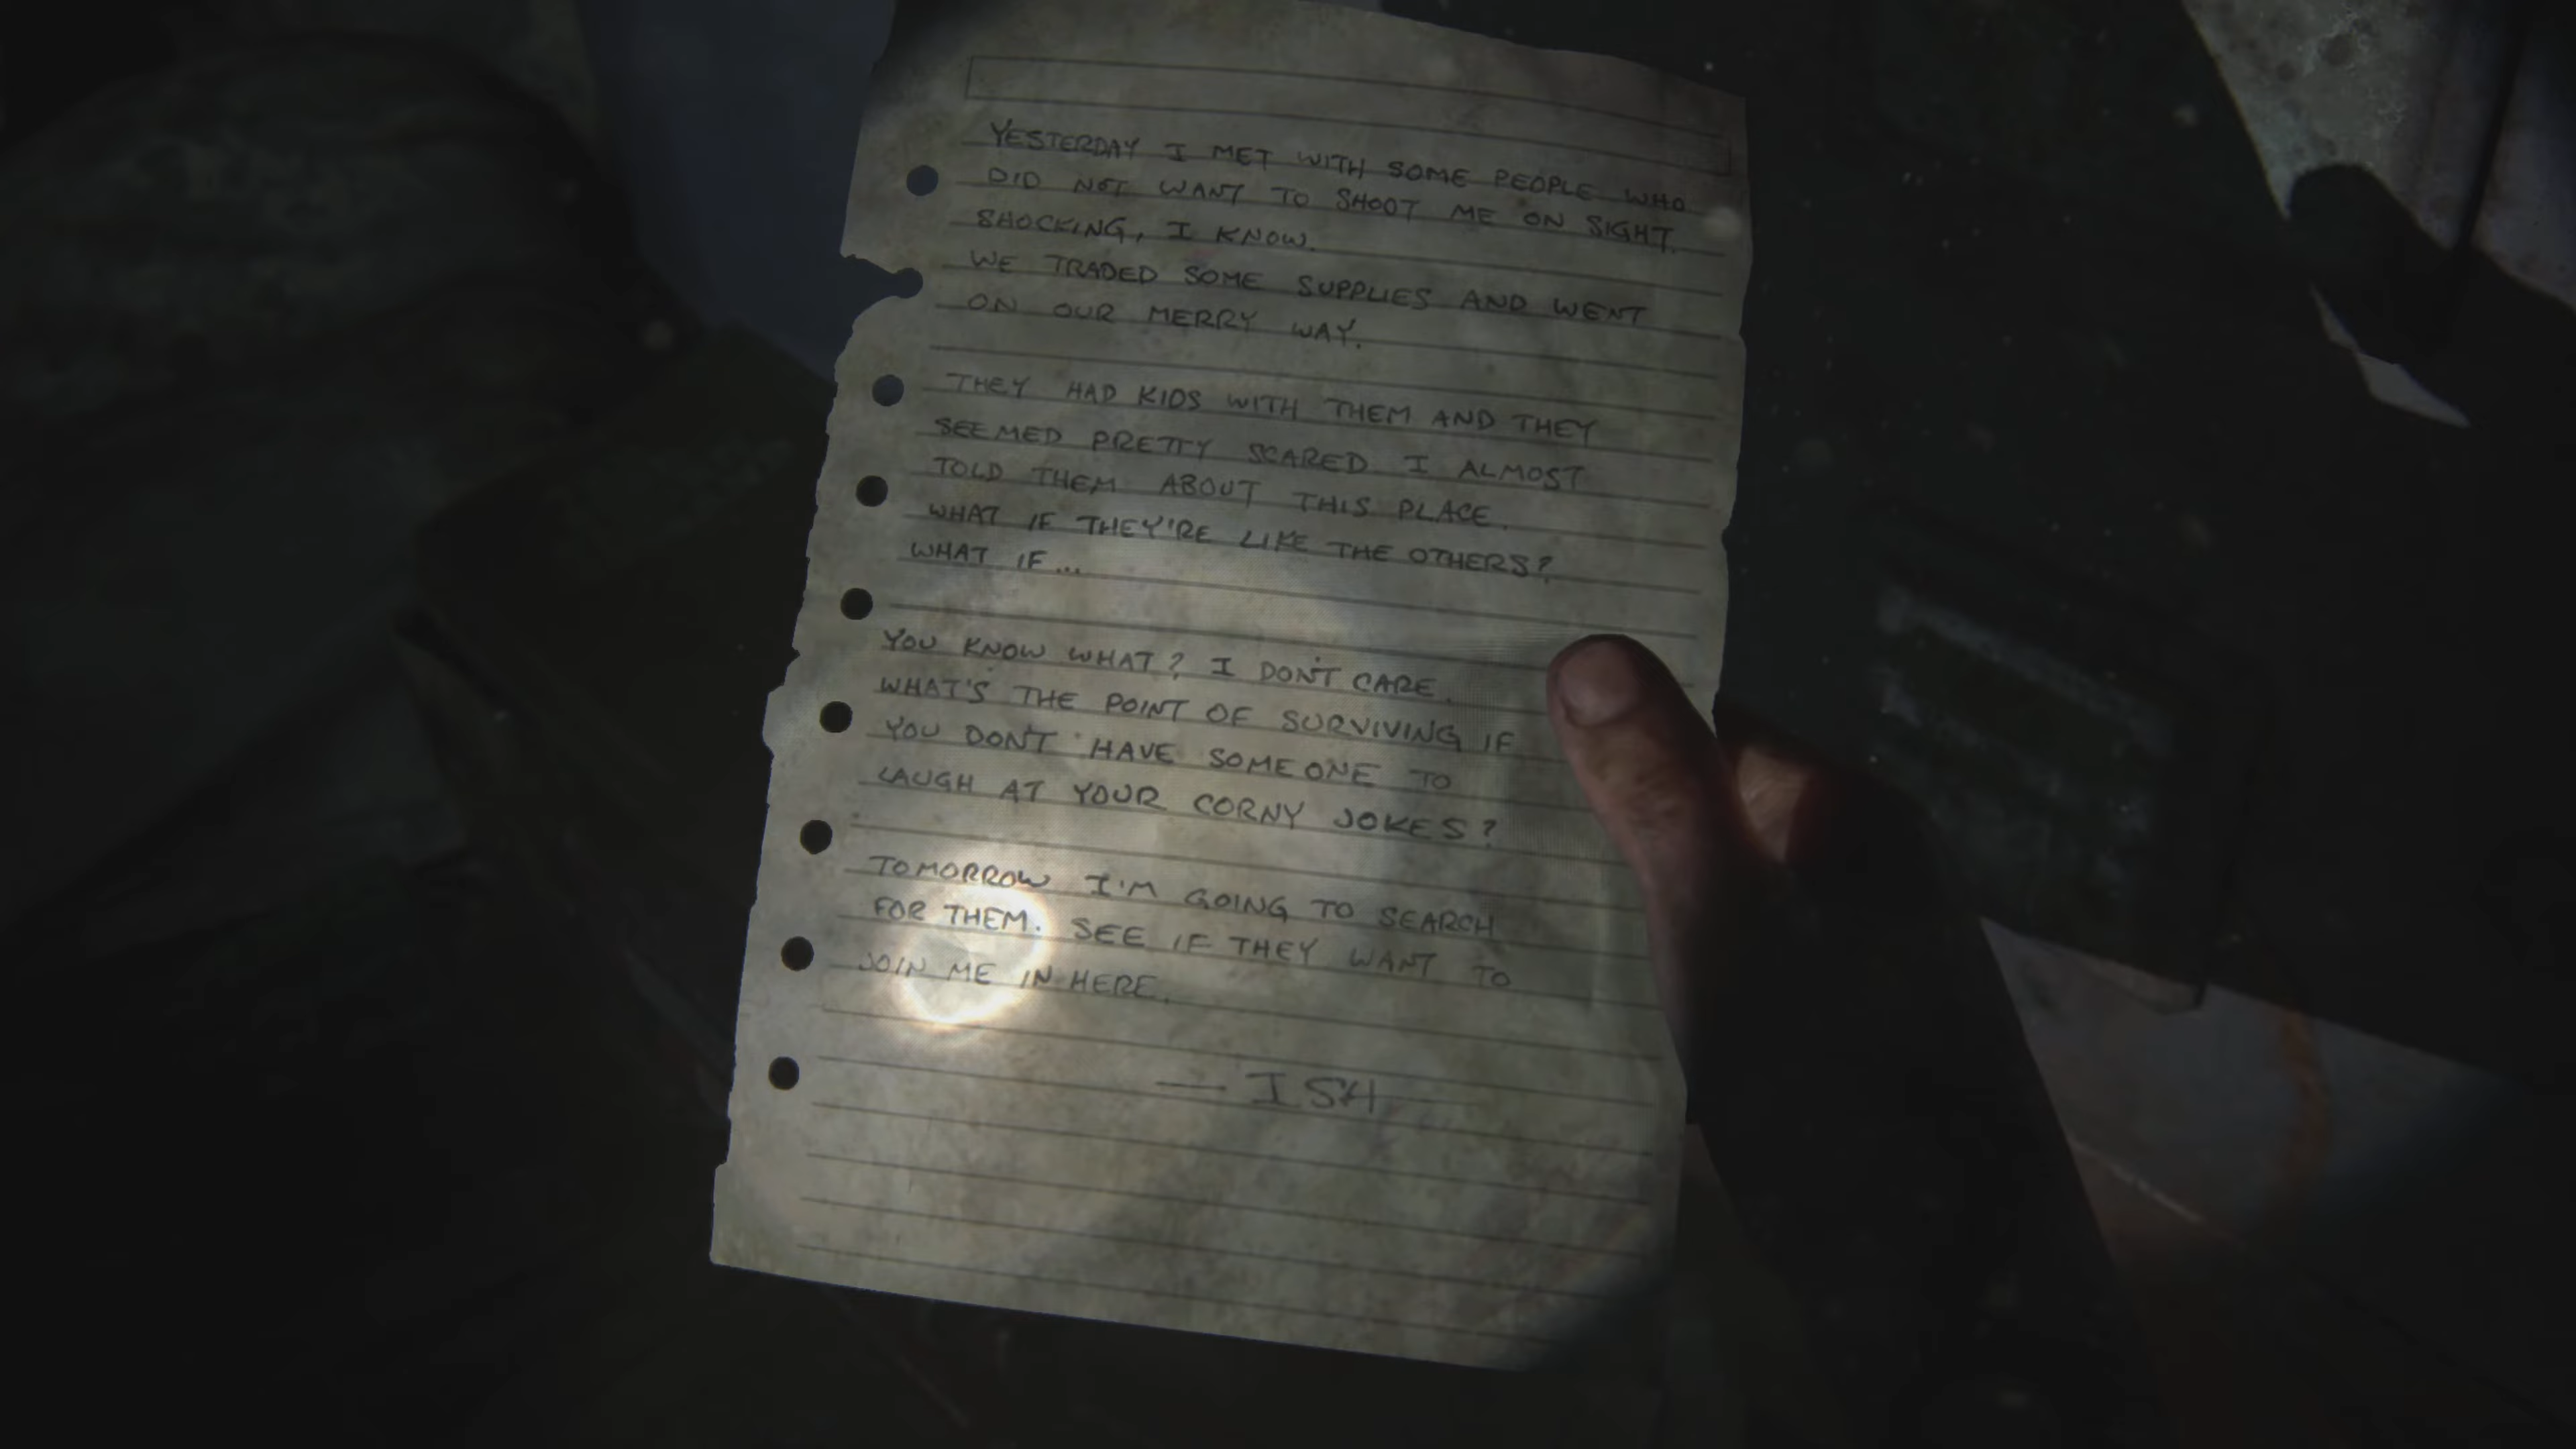 YESTERDAY I MET WITH SOME PEOPLE WHO
DID NOT WANT TO SHOOT ME ON SIGHT.
SHOCKING, I KNOW.
WE TRADED SOME SUPPLIES AND WENT
ON OUR MERRY WAY.
THEY HAD KIDS WITH THEM AND THEY
SEEMED PRETTY SCARED. I ALMOST
TOLD THEM ABOUT THIS PLACE.
WHAT IF THEY'RE LIKE THE OTHERS?
WHAT IF...
YOU KNOW WHAT? I DON'T CARE.
WHAT'S THE POINT OF SURVIVING IF
YOU DON'T HAVE SOMEONE TO
LAUGH AT YOUR CORNY JOKES?
TOMORROW I'M GOING TO SEARCH
FOR THEM. SEE IF THEY WANT TO
JOIN ME IN HERE.
— ISH